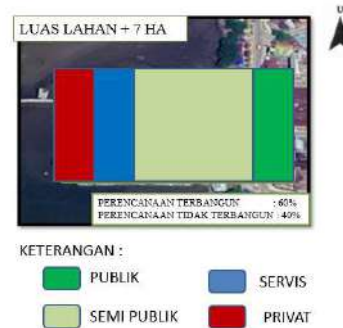 U
LUAS LAHAN + 7 HA
PERENCANAAN TERBANGUN : 60%
PERENCANAAN TIDAK TERBANGUN : 40%
KETERANGAN :
PUBLIK
SERVIS
SEMI PUBLIK
PRIVAT